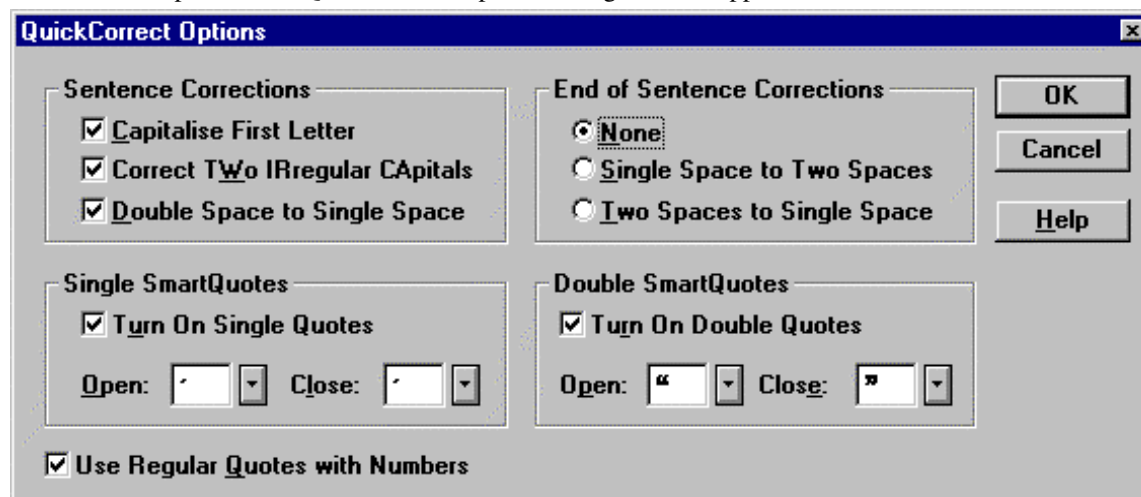 QuickCorrect Options
Sentence Corrections
Capitalise First Letter
Correct TWo IRregular CApitals
Double Space to Single Space
End of Sentence Corrections
None
Single Space to Two Spaces
Two Spaces to Single Space
OK
Cancel
Help
Single SmartQuotes
Turn On Single Quotes
Open: ‘ Close: ’
Double SmartQuotes
Turn On Double Quotes
Open: “ Close: ”
Use Regular Quotes with Numbers